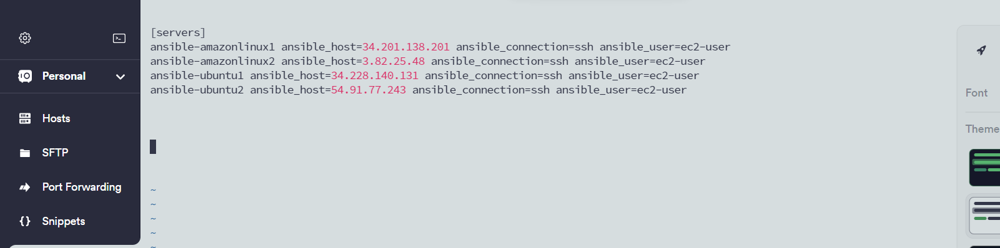 Personal
Hosts
SFTP
Port Forwarding
Snippets
[servers]
ansible-amazonlinux1 ansible_host=34.201.138.201 ansible_connection=ssh ansible_user=ec2-user
ansible-amazonlinux2 ansible_host=3.82.25.48 ansible_connection=ssh ansible_user=ec2-user
ansible-ubuntu1 ansible_host=34.228.140.131 ansible_connection=ssh ansible_user=ec2-user
ansible-ubuntu2 ansible_host=54.91.77.243 ansible_connection=ssh ansible_user=ec2-user
~
~
~
~
~
Font
Theme